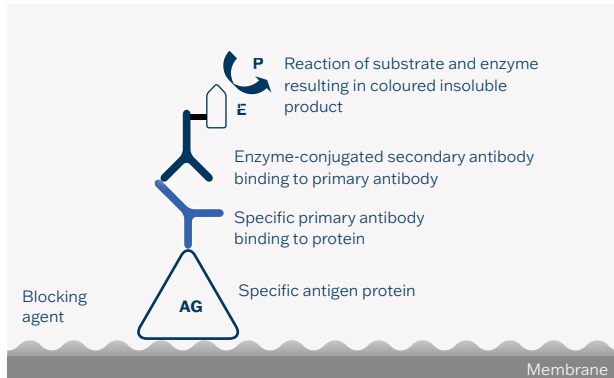 P
Reaction of substrate and enzyme
resulting in coloured insoluble
product
E
Enzyme-conjugated secondary antibody
binding to primary antibody
Specific primary antibody
binding to protein
Specific antigen protein
AG
Blocking
agent
Membrane